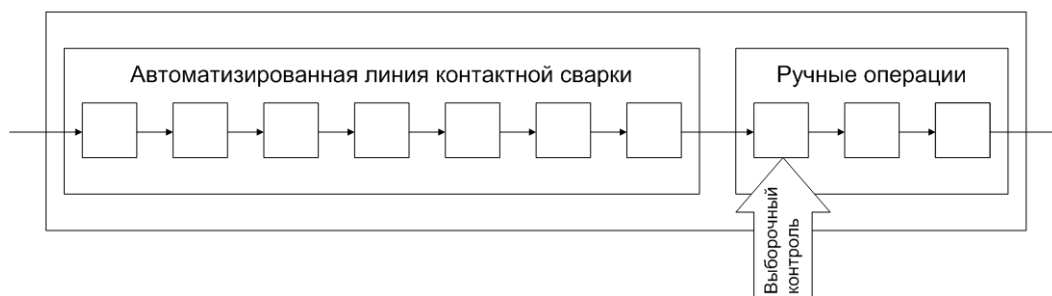 Автоматизированная линия контактной сварки
Ручные операции
Выборочный
контроль